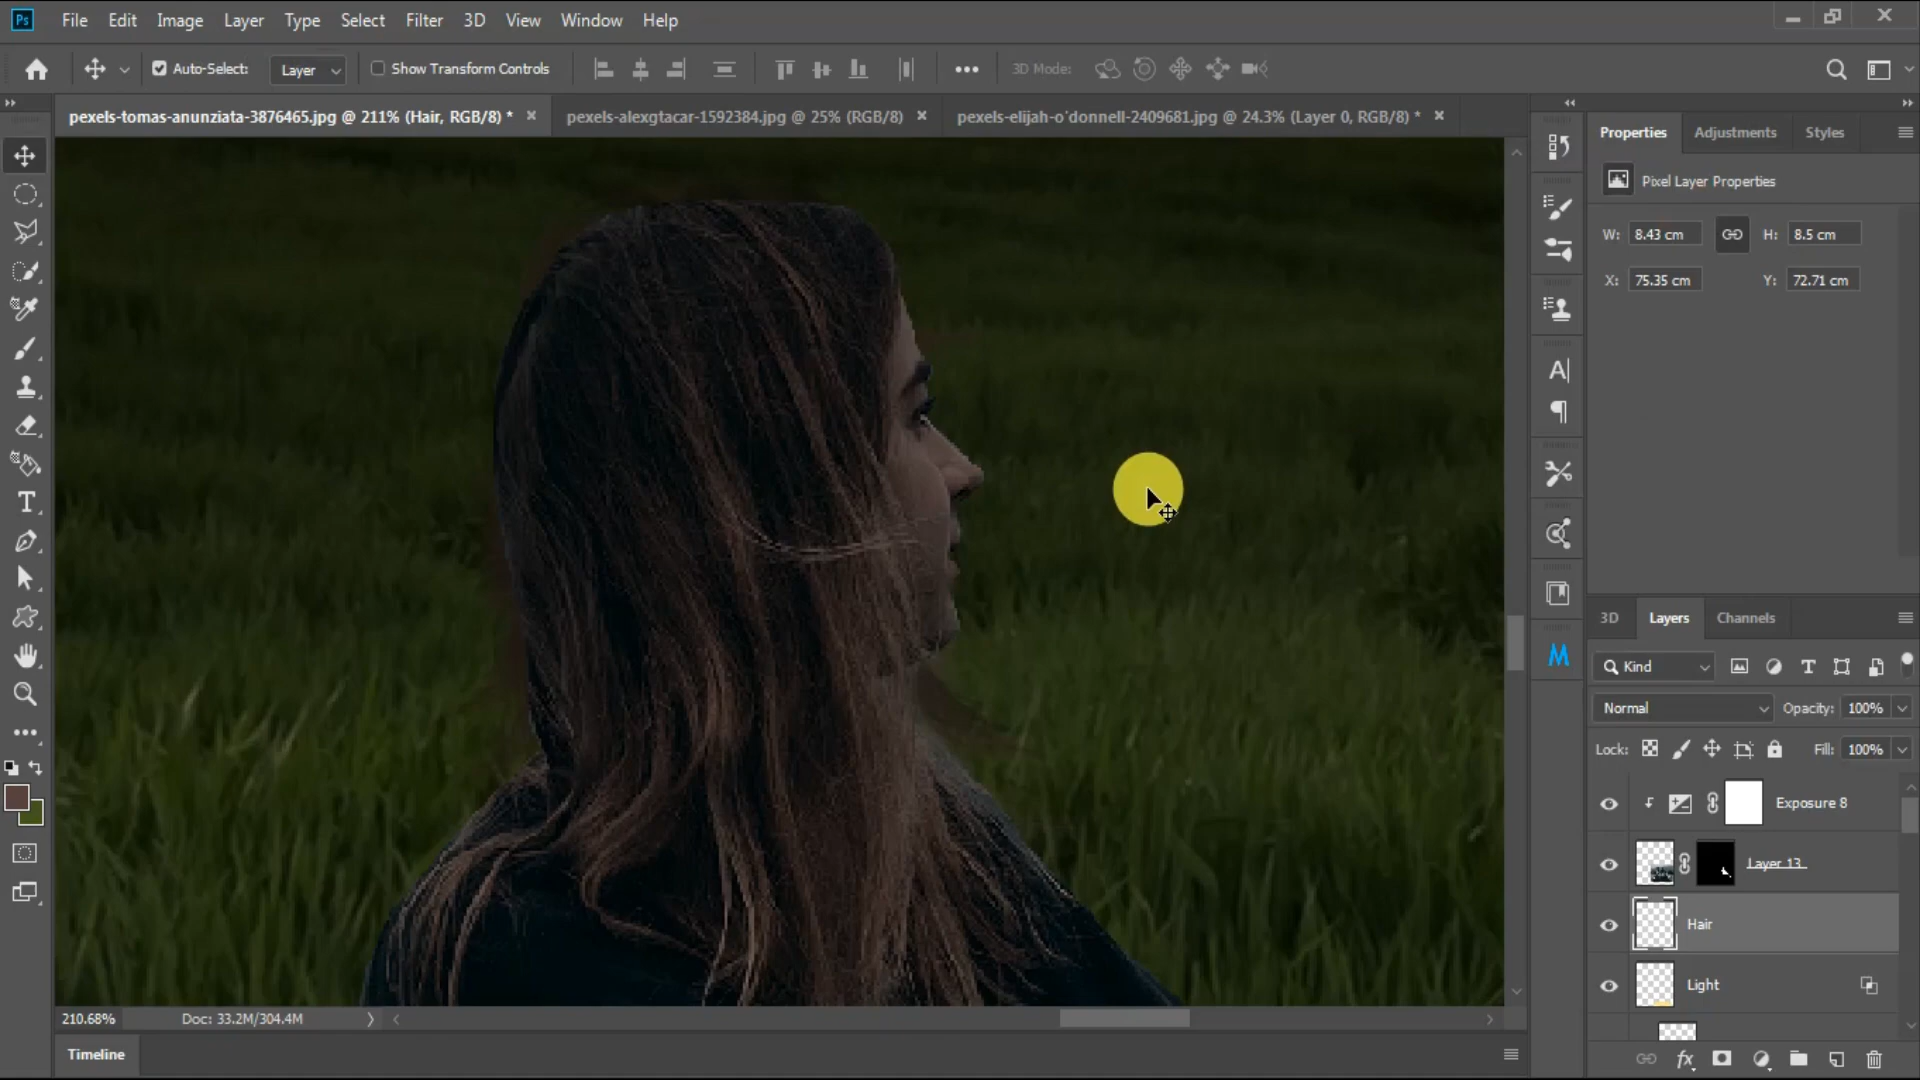 Ps File Edit Image Layer Type Select Filter 3D View Window Help
Auto-Select: Layer Show Transform Controls 3D Mode:
pexels-tomas-anunziata-3876465.jpg @ 211% (Hair, RGB/8) * pexels-alexgtacar-1592384.jpg @ 25% (RGB/8) pexels-elijah-o'donnell-2409681.jpg @ 24.3% (Layer 0, RGB/8) *
Properties Adjustments Styles
Pixel Layer Properties
W: 8.43 cm H: 8.5 cm
X: 75.35 cm Y: 72.71 cm
3D Layers Channels
Kind
Normal Opacity: 100%
Lock: Fill: 100%
Exposure 8
Layer 13
Hair
Light
210.68% Doc: 33.2M/304.4M
Timeline